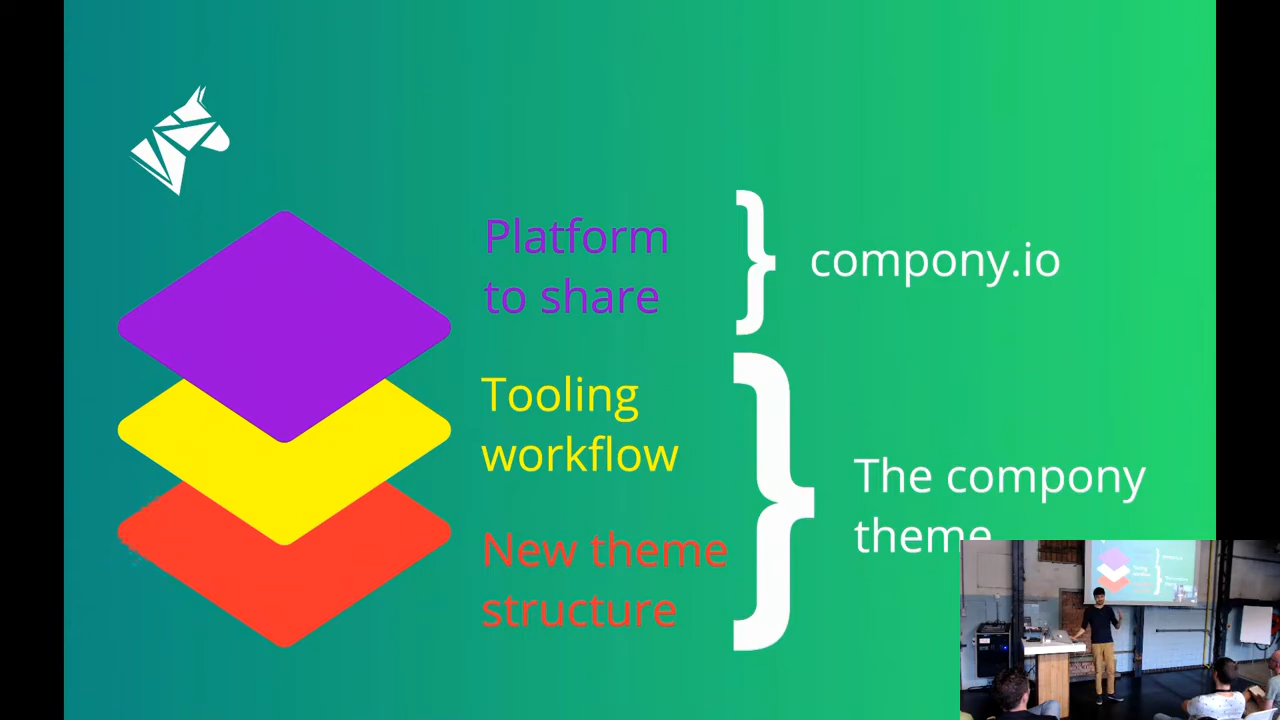 Platform
to share
compony.io
Tooling
workflow
The compony
theme
New theme
structure